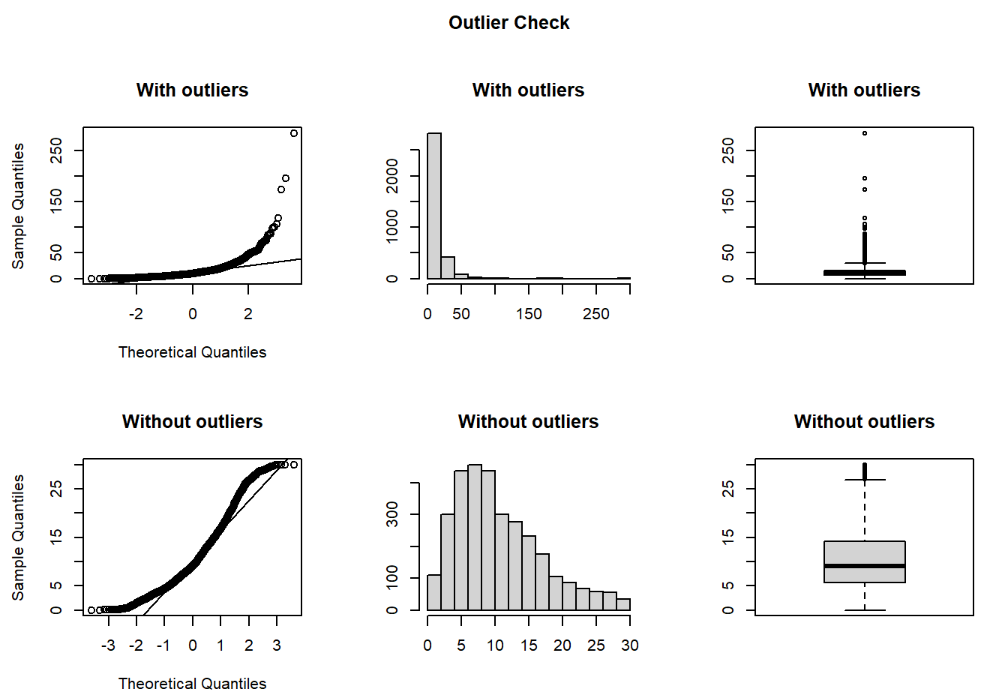 Outlier Check
With outliers
Sample Quantiles
0 50 150 250
-2 0 2
Theoretical Quantiles
With outliers
0 1000 2000
0 50 150 250
With outliers
0 50 150 250
Without outliers
Sample Quantiles
0 5 15 25
-3 -2 -1 0 1 2 3
Theoretical Quantiles
Without outliers
0 100 300
0 5 10 15 20 25 30
Without outliers
0 5 15 25